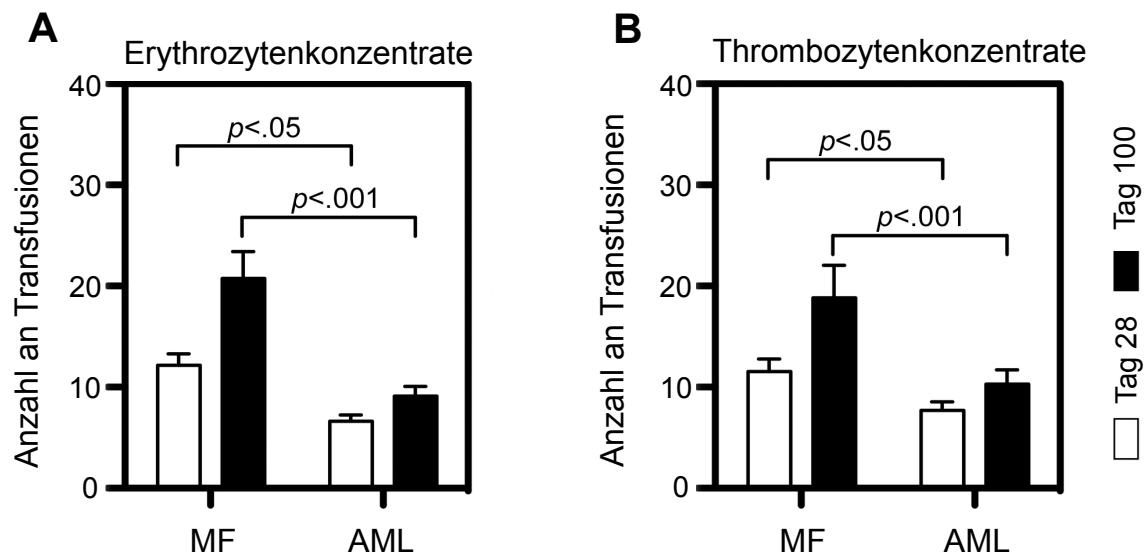 A
Erythrozytenkonzentrate
Anzahl an Transfusionen
40
30
20
10
0
p<.05
p<.001
MF
AML
B
Thrombozytenkonzentrate
Anzahl an Transfusionen
40
30
20
10
0
p<.05
p<.001
MF
AML
Tag 28
Tag 100